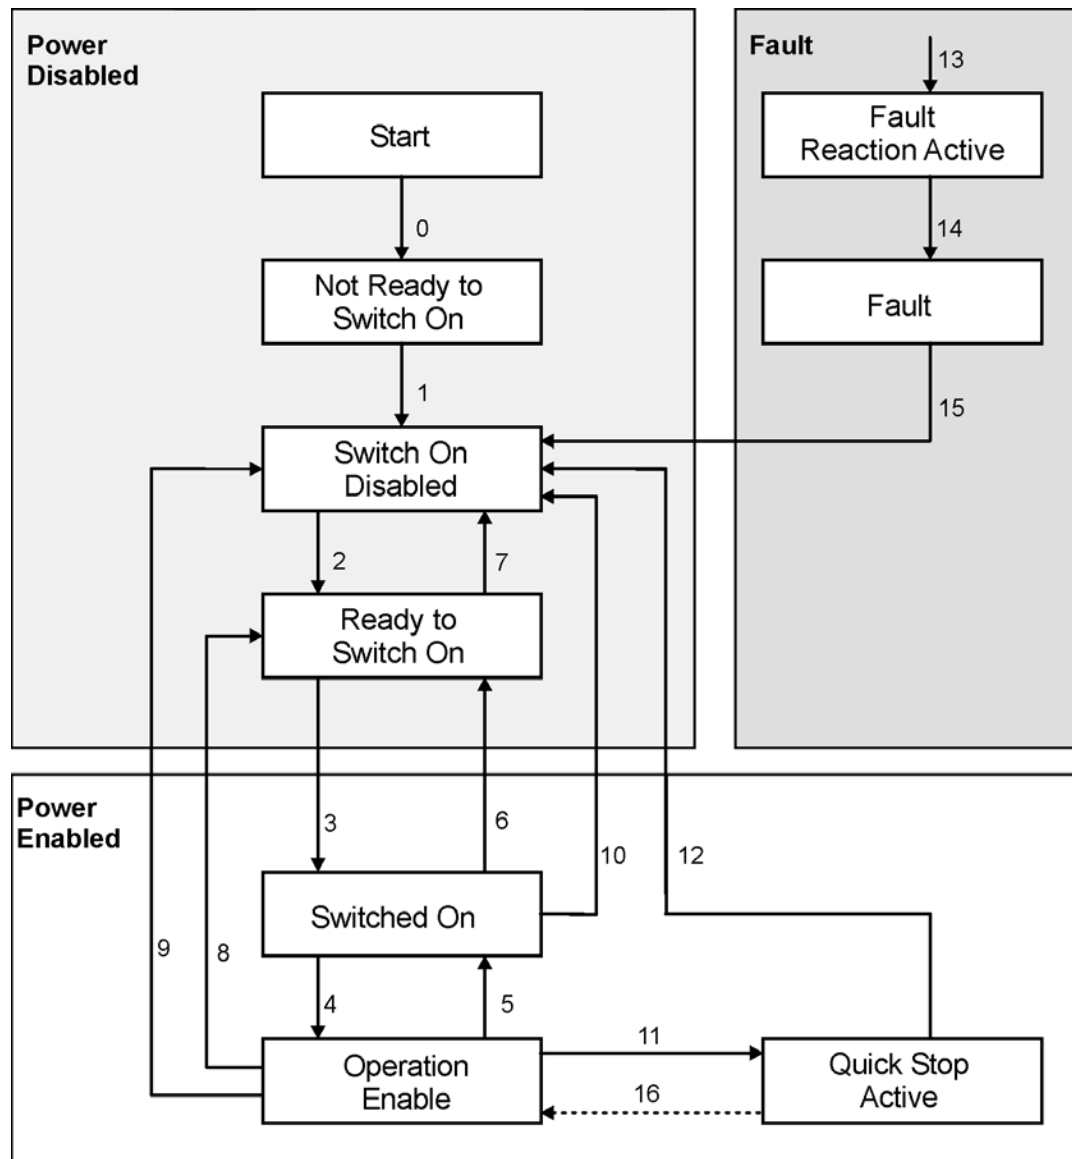 Power
Disabled
Start
0
Not Ready to
Switch On
1
Switch On
Disabled
2
7
Ready to
Switch On
Fault
13
Fault
Reaction Active
14
Fault
15
Power
Enabled
3
6
10
12
Switched On
9
8
4
5
11
Operation
Enable
16
Quick Stop
Active